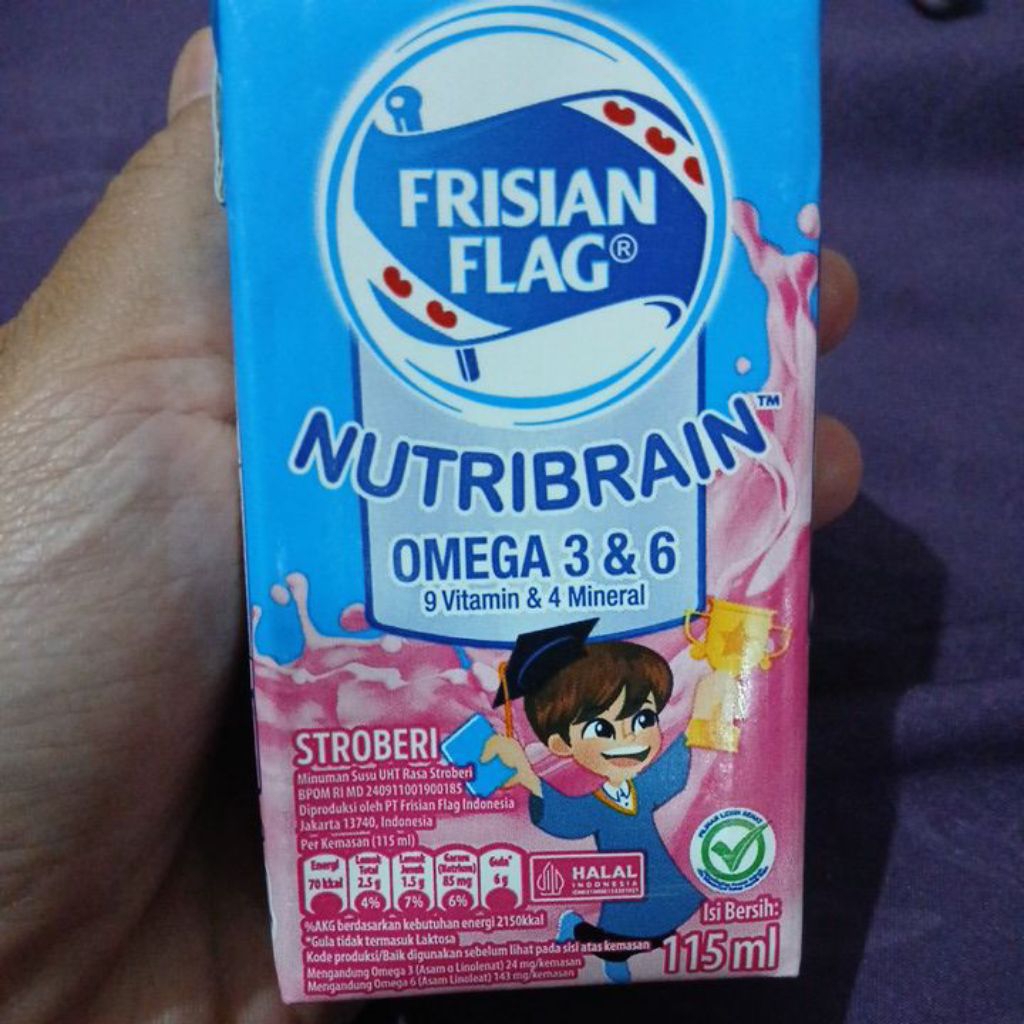 FRISIAN
FLAG®
NUTRIBRAIN™
OMEGA 3 & 6
9 Vitamin & 4 Mineral
STROBERI
Minuman Susu UHT Rasa Stroberi
BPOM RI MD 240911001900185
Diproduksi oleh PT Frisian Flag Indonesia
Jakarta 13740, Indonesia
Per Kemasan (115 ml)
Energi
70 kkal
Lemak Total
2.5 g
4%
Lemak Jenuh
1.5 g
7%
Garam (Natrium)
85 mg
6%
Gula*
6 g
HALAL
INDONESIA
PILIHAN LEBIH SEHAT
%AKG berdasarkan kebutuhan energi 2150kkal
*Gula tidak termasuk Laktosa
Kode produksi/Baik digunakan sebelum lihat pada sisi atas kemasan
Mengandung Omega 3 (Asam α Linolenat) 24 mg/kemasan
Mengandung Omega 6 (Asam Linoleat) 143 mg/kemasan
Isi Bersih:
115 ml